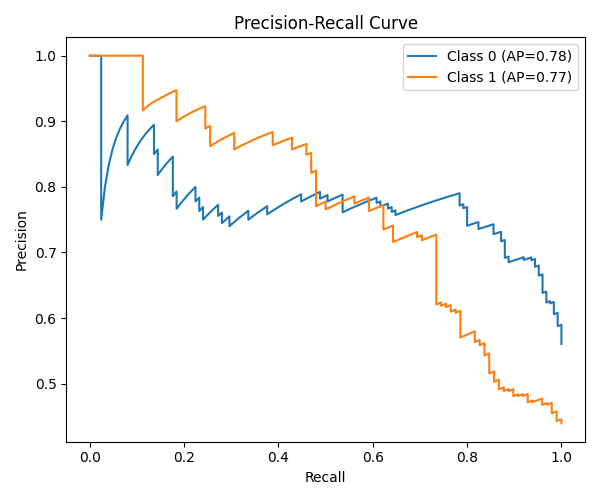 Precision-Recall Curve
Class 0 (AP=0.78)
Class 1 (AP=0.77)
Precision
1.0
0.9
0.8
0.7
0.6
0.5
0.0 0.2 0.4 0.6 0.8 1.0
Recall